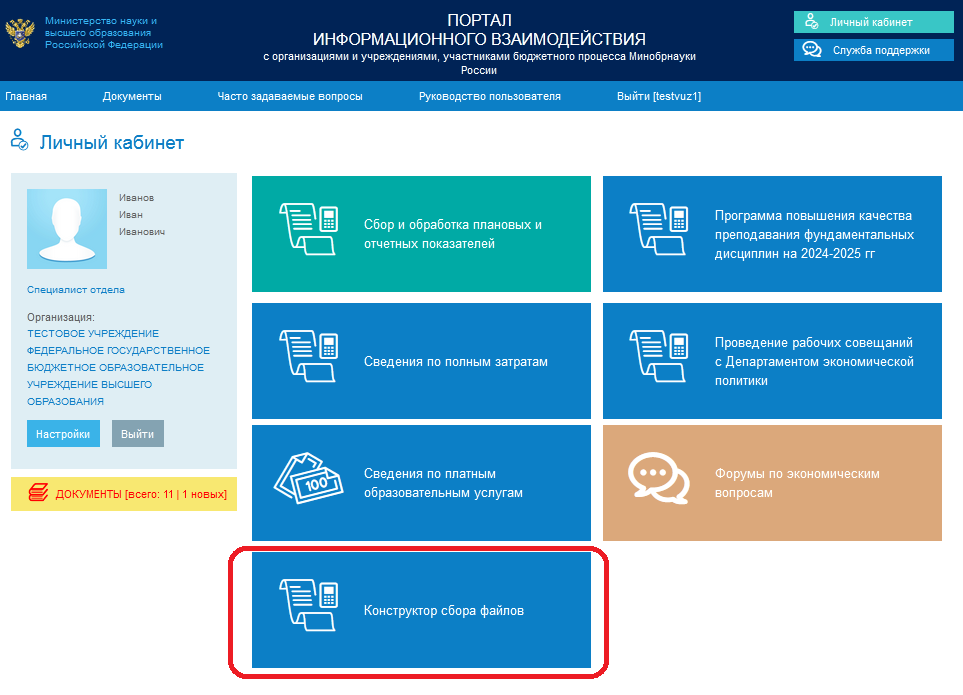 Министерство науки и
высшего образования
Российской Федерации
ПОРТАЛ
ИНФОРМАЦИОННОГО ВЗАИМОДЕЙСТВИЯ
с организациями и учреждениями, участниками бюджетного процесса Минобрнауки
России
Личный кабинет
Служба поддержки
Главная
Документы
Часто задаваемые вопросы
Руководство пользователя
Выйти [testvuz1]
Личный кабинет
Иванов
Иван
Иванович
Специалист отдела
Организация:
ТЕСТОВОЕ УЧРЕЖДЕНИЕ
ФЕДЕРАЛЬНОЕ ГОСУДАРСТВЕННОЕ
БЮДЖЕТНОЕ ОБРАЗОВАТЕЛЬНОЕ
УЧРЕЖДЕНИЕ ВЫСШЕГО
ОБРАЗОВАНИЯ
Настройки
Выйти
ДОКУМЕНТЫ [всего: 11 | 1 новых]
Сбор и обработка плановых и
отчетных показателей
Программа повышения качества
преподавания фундаментальных
дисциплин на 2024-2025 гг
Сведения по полным затратам
Проведение рабочих совещаний
с Департаментом экономической
политики
100
Сведения по платным
образовательным услугам
Форумы по экономическим
вопросам
Конструктор сбора файлов